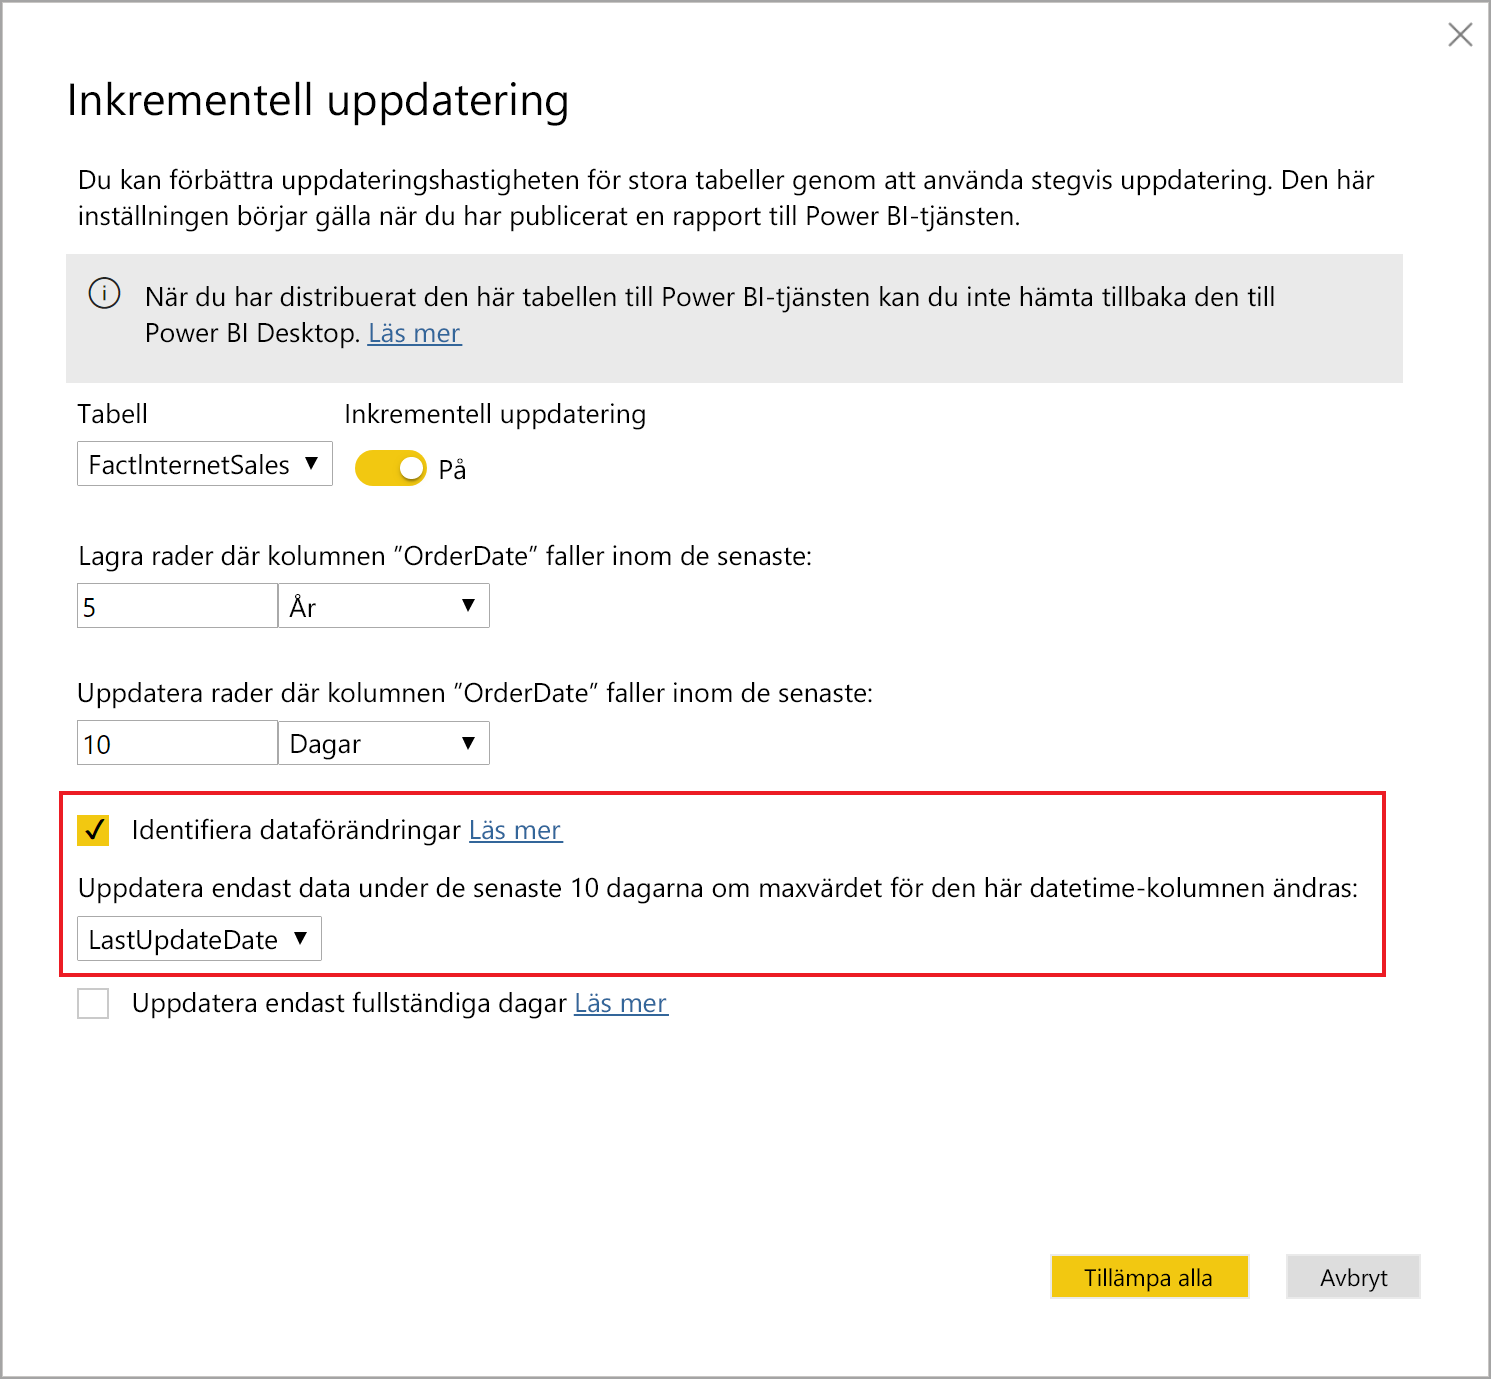 Inkrementell uppdatering
Du kan förbättra uppdateringshastigheten för stora tabeller genom att använda stegvis uppdatering. Den här
inställningen börjar gälla när du har publicerat en rapport till Power BI-tjänsten.
När du har distribuerat den här tabellen till Power BI-tjänsten kan du inte hämta tillbaka den till
Power BI Desktop. Läs mer
Tabell Inkrementell uppdatering
FactInternetSales På
Lagra rader där kolumnen ”OrderDate” faller inom de senaste:
5 År
Uppdatera rader där kolumnen ”OrderDate” faller inom de senaste:
10 Dagar
Identifiera dataförändringar Läs mer
Uppdatera endast data under de senaste 10 dagarna om maxvärdet för den här datetime-kolumnen ändras:
LastUpdateDate
Uppdatera endast fullständiga dagar Läs mer
Tillämpa alla Avbryt